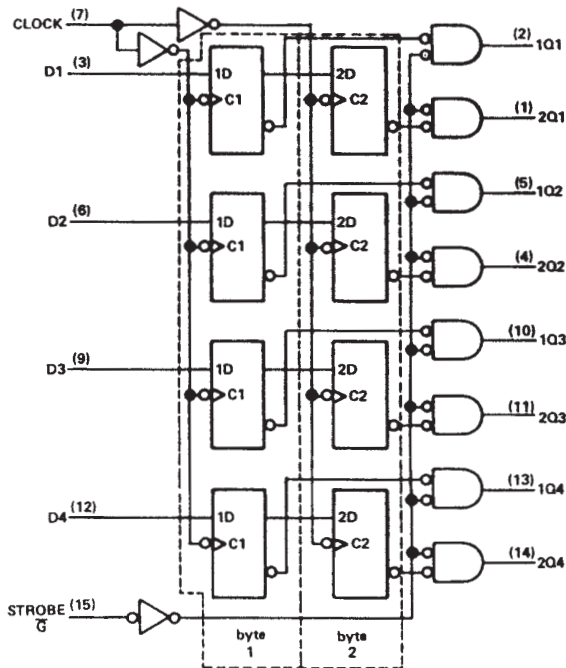 CLOCK (7)
(2) 1Q1
D1 (3) 1D 2D
C1 C2
(1) 2Q1
(5) 1Q2
D2 (6) 1D 2D
C1 C2
(4) 2Q2
(10) 1Q3
D3 (9) 1D 2D
C1 C2
(11) 2Q3
(13) 1Q4
D4 (12) 1D 2D
C1 C2
(14) 2Q4
STROBE (15)
G̅
byte byte
1 2